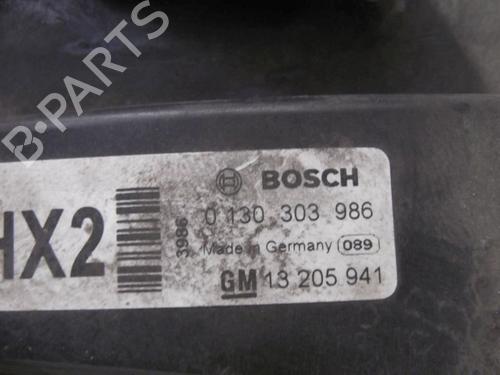 B-PARTS
BOSCH
HX2
3986
0 130 303 986
Made in Germany 089
GM 13 205 941